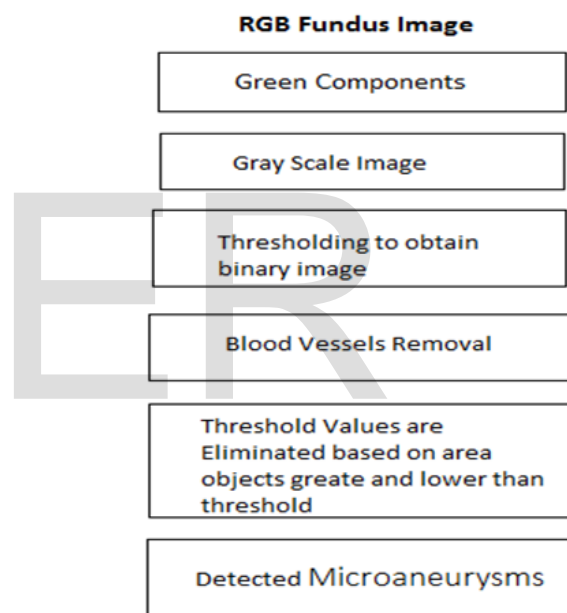 RGB Fundus Image
Green Components
Gray Scale Image
Thresholding to obtain
binary image
Blood Vessels Removal
Threshold Values are
Eliminated based on area
objects greate and lower than
threshold
Detected Microaneurysms
ER